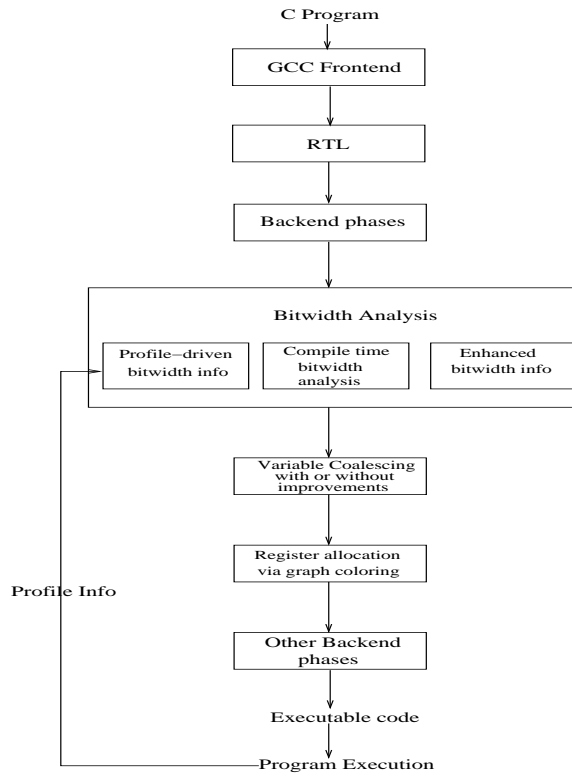 C Program
GCC Frontend
RTL
Backend phases
Bitwidth Analysis
Profile−driven
bitwidth info
Compile time
bitwidth
analysis
Enhanced
bitwidth info
Variable Coalescing
with or without
improvements
Register allocation
via graph coloring
Profile Info
Other Backend
phases
Executable code
Program Execution